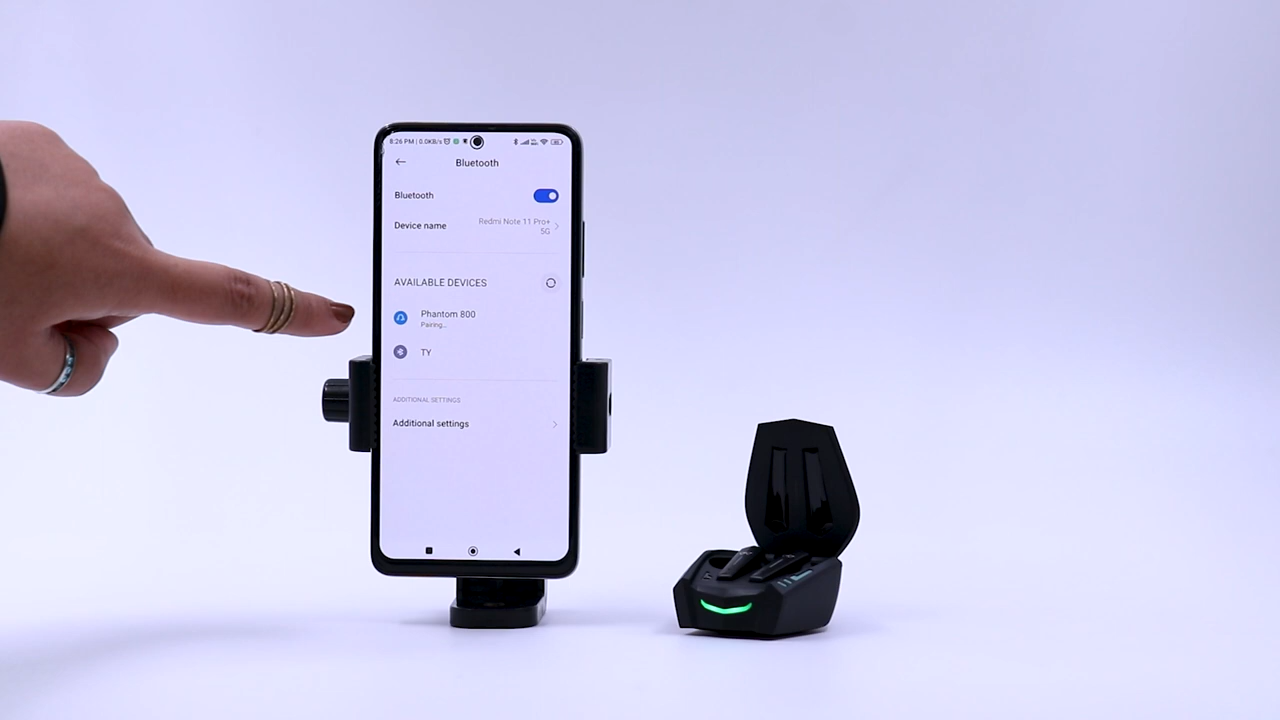 8:26 PM | 0.0KB/s
Bluetooth
Bluetooth
Device name
Redmi Note 11 Pro+
5G
AVAILABLE DEVICES
Phantom 800
Pairing...
TY
ADDITIONAL SETTINGS
Additional settings